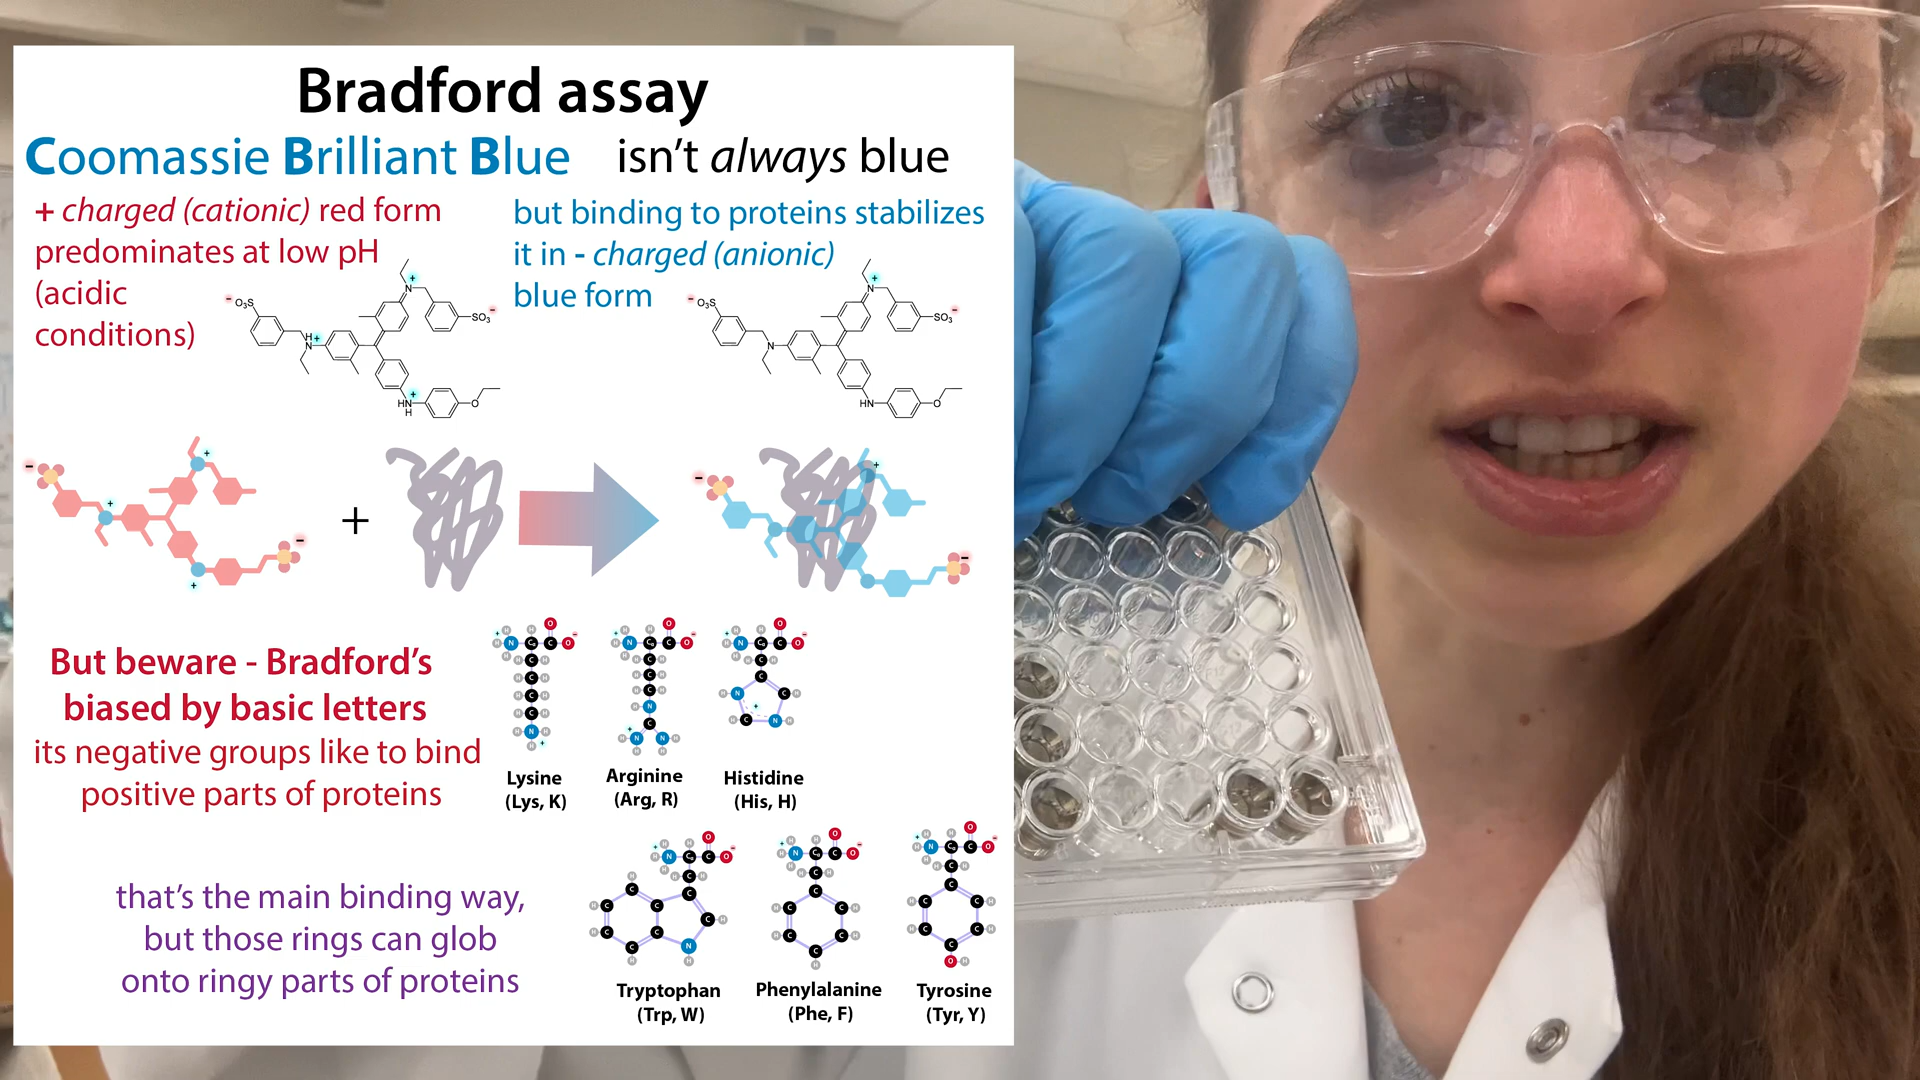 Bradford assay
Coomassie Brilliant Blue isn't always blue
+ charged (cationic) red form
predominates at low pH
(acidic
conditions)
but binding to proteins stabilizes
it in - charged (anionic)
blue form
+
But beware - Bradford's
biased by basic letters
its negative groups like to bind
positive parts of proteins
Lysine
(Lys, K)
Arginine
(Arg, R)
Histidine
(His, H)
that's the main binding way,
but those rings can glob
onto ringy parts of proteins
Tryptophan
(Trp, W)
Phenylalanine
(Phe, F)
Tyrosine
(Tyr, Y)